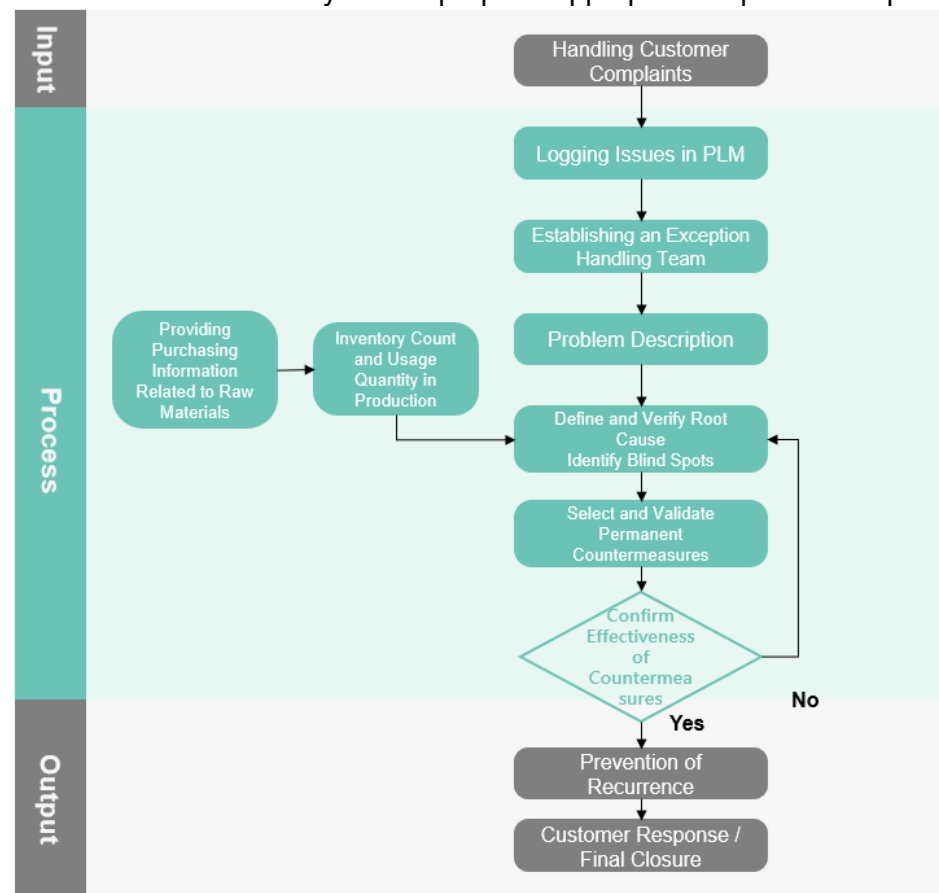 Input
Handling Customer
Complaints
Process
Logging Issues in PLM
Establishing an Exception
Handling Team
Problem Description
Providing
Purchasing
Information
Related to Raw
Materials
Inventory Count
and Usage
Quantity in
Production
Define and Verify Root
Cause
Identify Blind Spots
Select and Validate
Permanent
Countermeasures
Confirm
Effectiveness
of
Countermea
sures
No
Yes
Output
Prevention of
Recurrence
Customer Response /
Final Closure